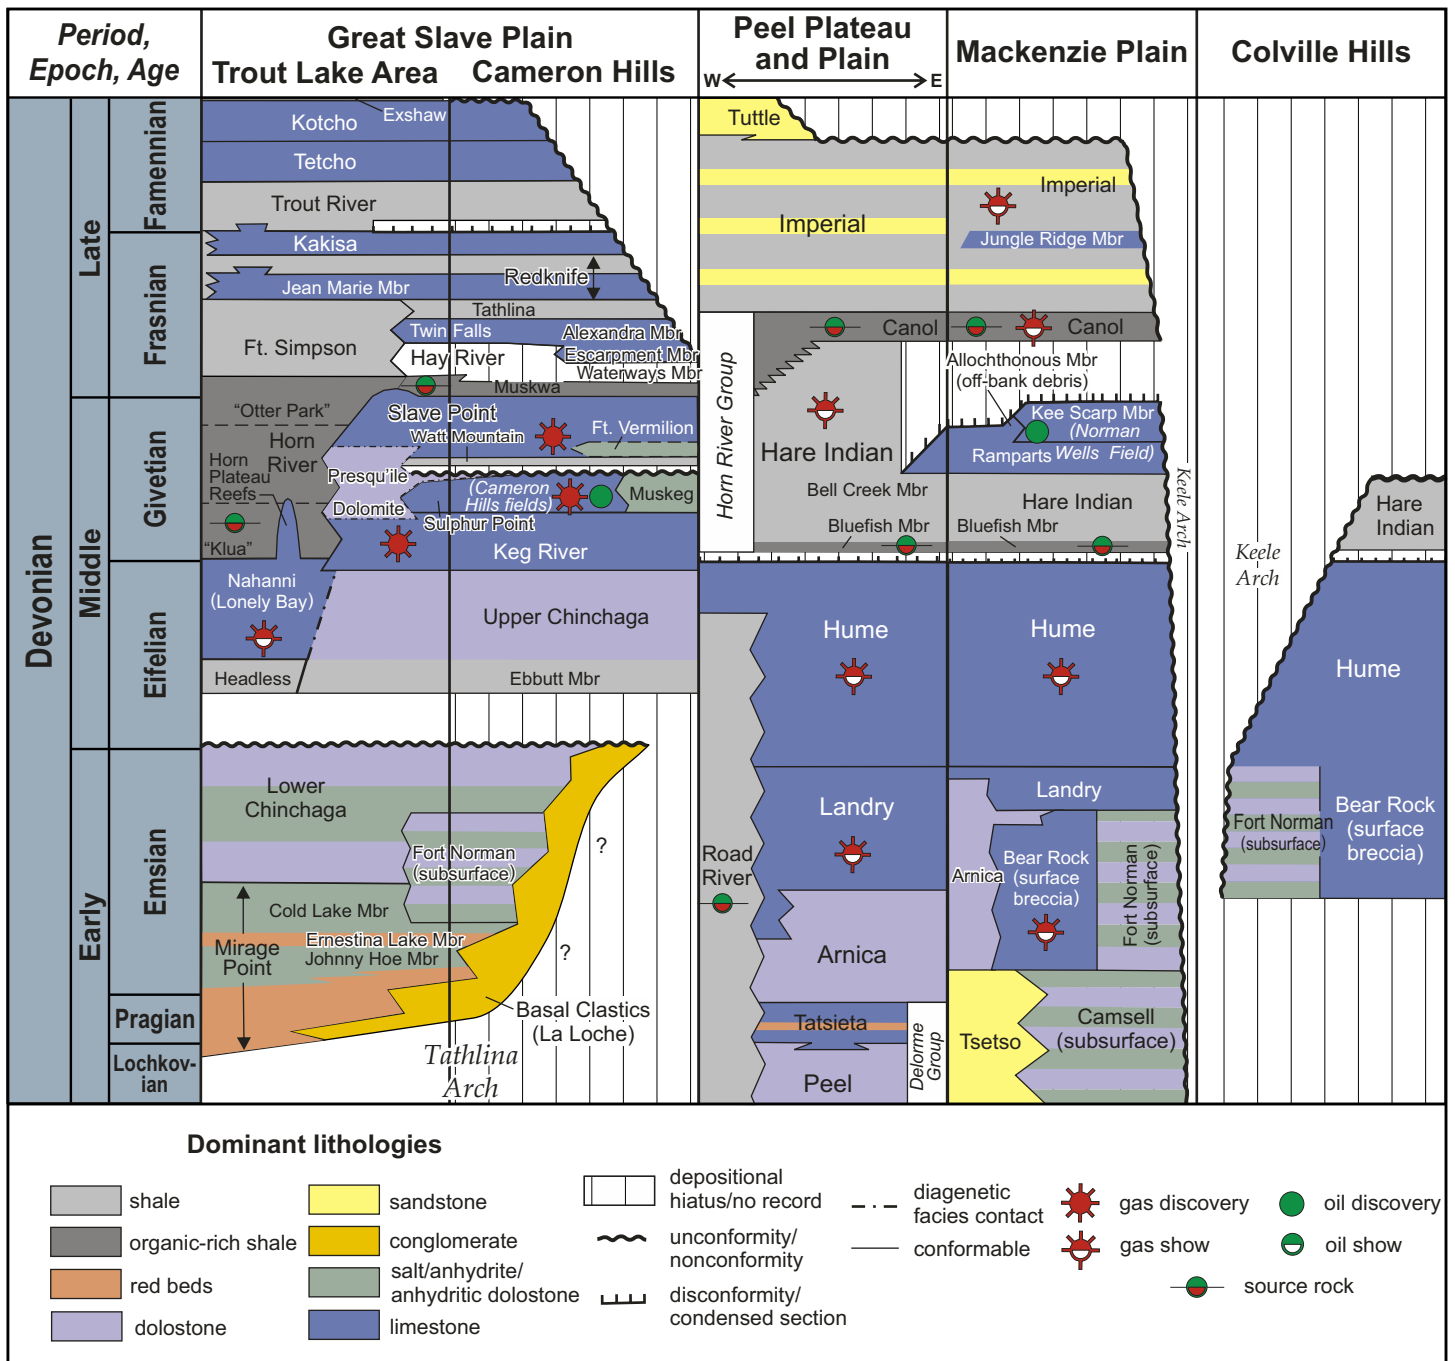 Period,
Epoch, Age
Great Slave Plain
Trout Lake Area
Cameron Hills
Peel Plateau
and Plain
W
E
Mackenzie Plain
Colville Hills
Devonian
Late
Middle
Early
Famennian
Frasnian
Givetian
Eifelian
Emsian
Pragian
Lochkov-
ian
Exshaw
Kotcho
Tetcho
Trout River
Kakisa
Redknife
Jean Marie Mbr
Tathlina
Twin Falls
Alexandra Mbr
Ft. Simpson
Hay River
Escarpment Mbr
Waterways Mbr
Muskwa
"Otter Park"
Slave Point
Horn
River
Watt Mountain
Ft. Vermilion
Horn
Plateau
Reefs
Presqu'ile
Dolomite
(Cameron
Hills fields)
Muskeg
Sulphur Point
"Klua"
Keg River
Nahanni
(Lonely Bay)
Upper Chinchaga
Headless
Ebbutt Mbr
Lower
Chinchaga
Fort Norman
(subsurface)
?
Cold Lake Mbr
Mirage
Point
Ernestina Lake Mbr
Johnny Hoe Mbr
?
Basal Clastics
(La Loche)
Tathlina
Arch
Tuttle
Imperial
Horn River Group
Canol
Hare Indian
Bell Creek Mbr
Bluefish Mbr
Hume
Landry
Road
River
Arnica
Tatsieta
Peel
Delorme
Group
Imperial
Jungle Ridge Mbr
Canol
Allochthonous Mbr
(off-bank debris)
Kee Scarp Mbr
(Norman
Wells Field)
Ramparts
Hare Indian
Bluefish Mbr
Keele Arch
Hume
Landry
Arnica
Bear Rock
(surface
breccia)
Fort Norman
(subsurface)
Tsetso
Camsell
(subsurface)
Keele
Arch
Hare
Indian
Hume
Fort Norman
(subsurface)
Bear Rock
(surface
breccia)
Dominant lithologies
shale
organic-rich shale
red beds
dolostone
sandstone
conglomerate
salt/anhydrite/
anhydritic dolostone
limestone
depositional
hiatus/no record
unconformity/
nonconformity
disconformity/
condensed section
diagenetic
facies contact
conformable
gas discovery
gas show
oil discovery
oil show
source rock